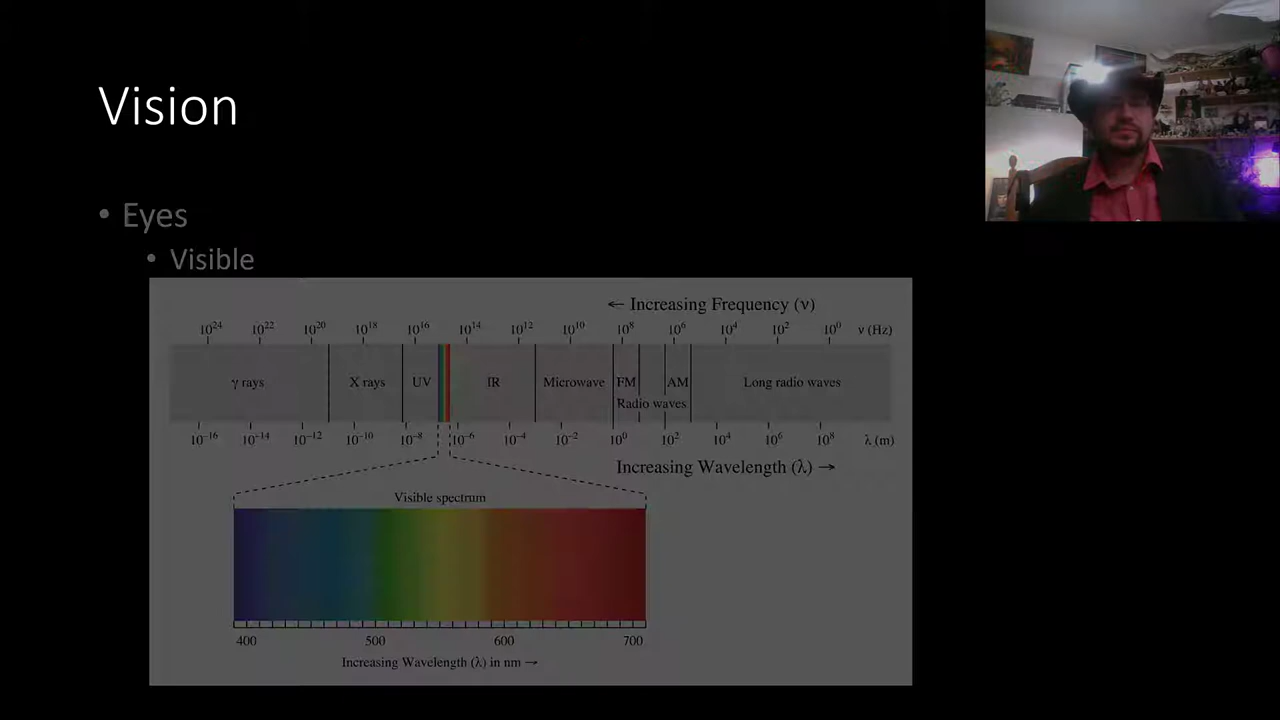 Vision
• Eyes
• Visible
← Increasing Frequency (ν)
10²⁴ 10²² 10²⁰ 10¹⁸ 10¹⁶ 10¹⁴ 10¹² 10¹⁰ 10⁸ 10⁶ 10⁴ 10² 10⁰ ν (Hz)
γ rays X rays UV IR Microwave FM AM Long radio waves
Radio waves
10⁻¹⁶ 10⁻¹⁴ 10⁻¹² 10⁻¹⁰ 10⁻⁸ 10⁻⁶ 10⁻⁴ 10⁻² 10⁰ 10² 10⁴ 10⁶ 10⁸ λ (m)
Increasing Wavelength (λ) →
Visible spectrum
400 500 600 700
Increasing Wavelength (λ) in nm →